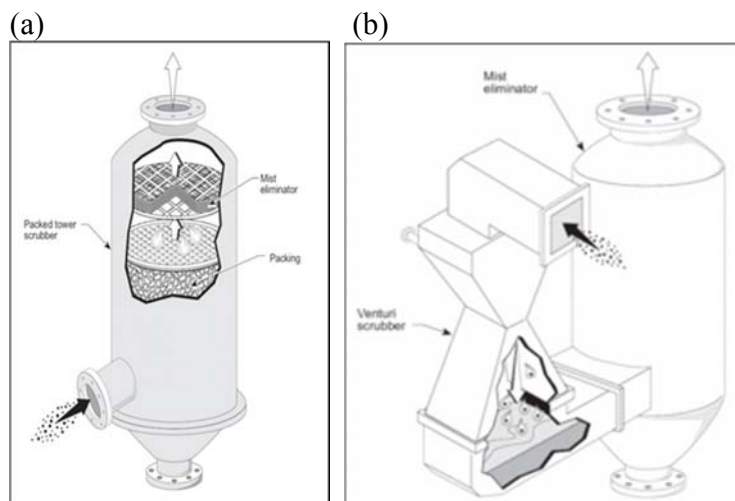 (a)
(b)
Mist
eliminator
Packed tower
scrubber
Packing
Mist
eliminator
Venturi
scrubber